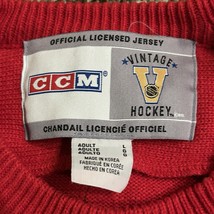 OFFICIAL LICENSED JERSEY
CCM
VINTAGE
V
HOCKEY
CHANDAIL LICENCIÉ OFFICIEL
ADULT
ADULTE
ADULTO
L
G
G
MADE IN KOREA
FABRIQUÉ EN CORÉE
HECHO EN COREA